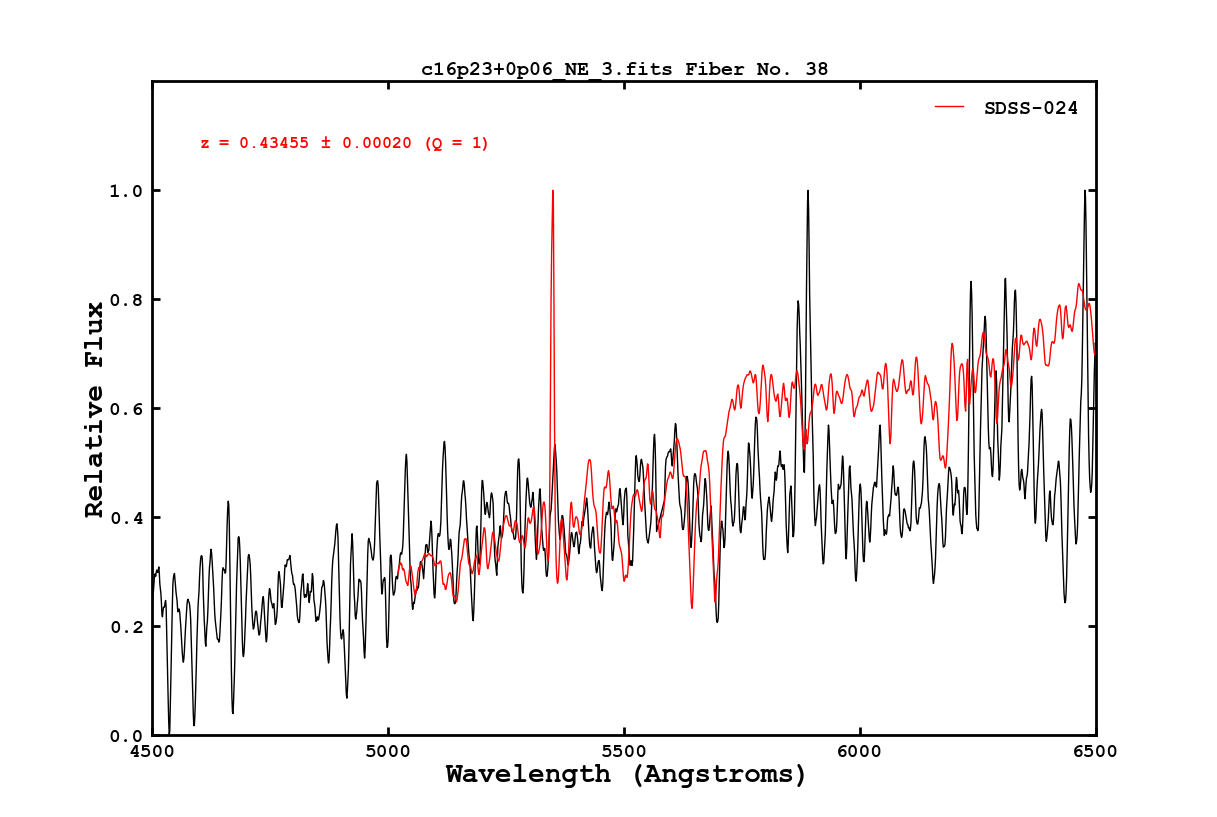 c16p23+0p06_NE_3.fits Fiber No. 38
SDSS-024
z = 0.43455 ± 0.00020 (Q = 1)
1.0
0.8
0.6
0.4
0.2
0.0
Relative Flux
4500 5000 5500 6000 6500
Wavelength (Angstroms)